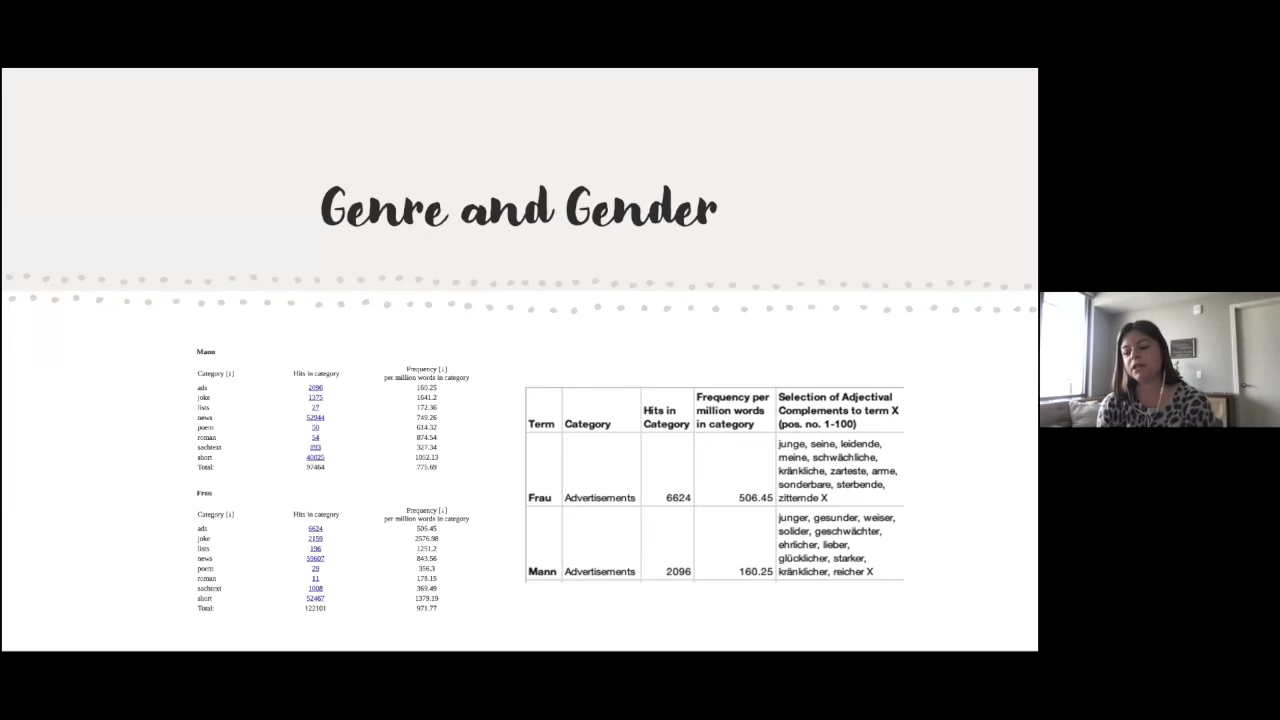 Genre and Gender
Mann
Category [↓] Hits in category Frequency [↓] per million words in category
ads 2096 160.25
joke 1375 1641.2
lists 27 172.36
news 52944 749.26
poem 50 614.32
roman 54 874.54
sachtext 893 327.34
short 40025 1052.13
Total: 97464 775.69
Frau
Category [↓] Hits in category Frequency [↓] per million words in category
ads 6624 506.45
joke 2159 2576.98
lists 196 1251.2
news 59607 843.56
poem 29 356.3
roman 11 178.15
sachtext 1008 369.49
short 52467 1379.19
Total: 122101 971.77
Term Category Hits in Category Frequency per million words in category Selection of Adjectival Complements to term X (pos. no. 1-100)
Frau Advertisements 6624 506.45 junge, seine, leidende,
meine, schwächliche,
kränkliche, zarteste, arme,
sonderbare, sterbende,
zitternde X
Mann Advertisements 2096 160.25 junger, gesunder, weiser,
solider, geschwächter,
ehrlicher, lieber,
glücklicher, starker,
kränklicher, reicher X